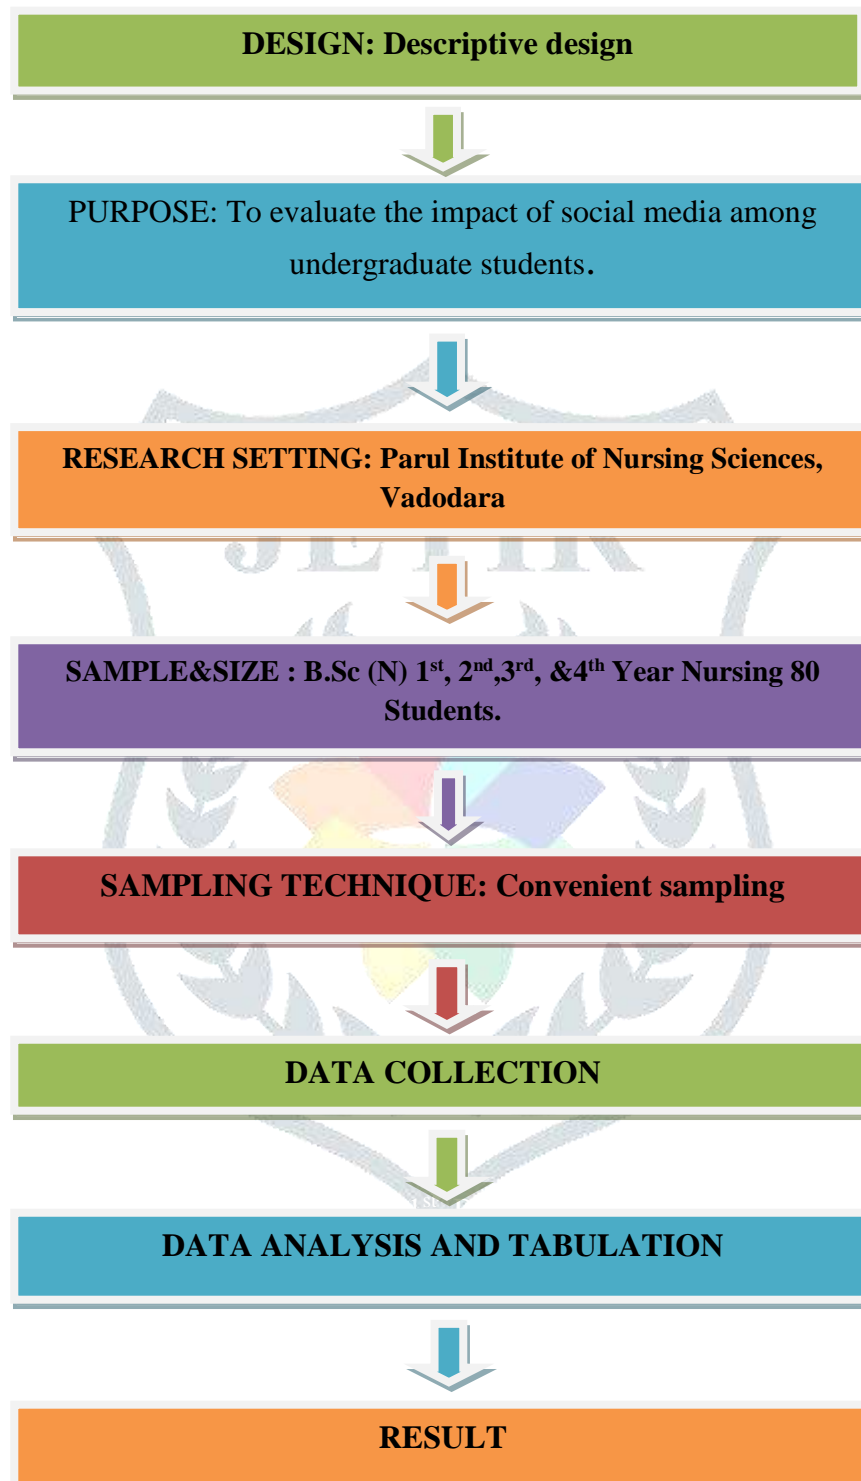 DESIGN: Descriptive design
PURPOSE: To evaluate the impact of social media among
undergraduate students.
RESEARCH SETTING: Parul Institute of Nursing Sciences,
Vadodara
JETIR
SAMPLE&SIZE : B.Sc (N) 1st, 2nd,3rd, &4th Year Nursing 80
Students.
SAMPLING TECHNIQUE: Convenient sampling
DATA COLLECTION
DATA ANALYSIS AND TABULATION
RESULT